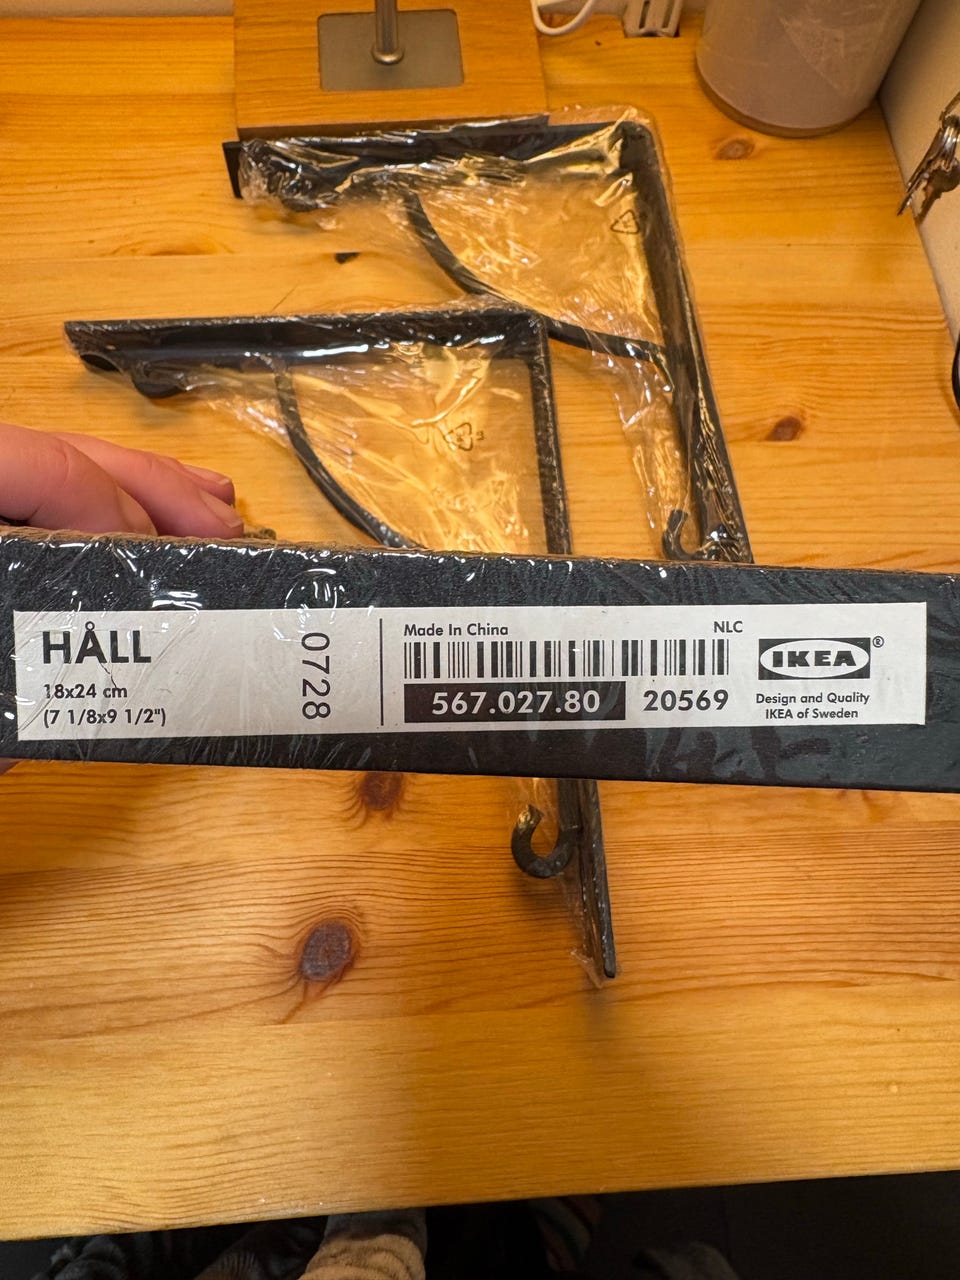 HÅLL
18x24 cm
(7 1/8x9 1/2")
0728
Made In China
NLC
567.027.80
20569
IKEA®
Design and Quality
IKEA of Sweden